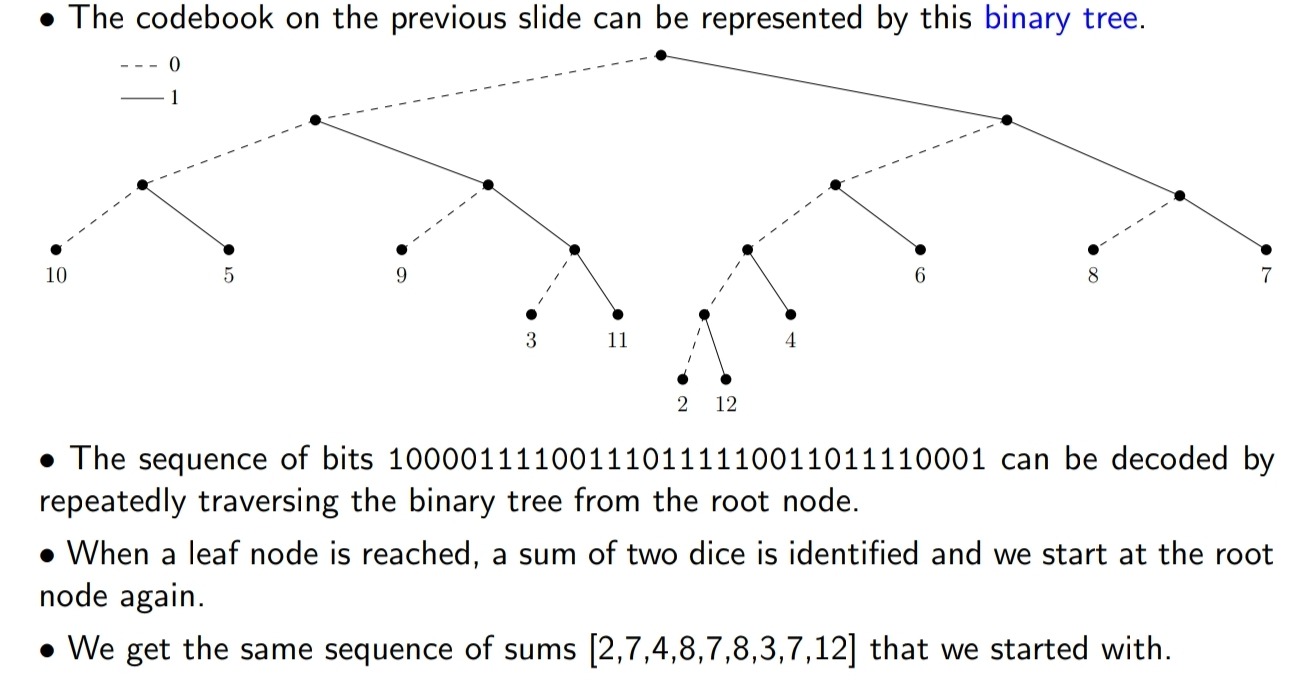 • The codebook on the previous slide can be represented by this binary tree.
0
1
10 5 9 6 8 7
3 11 4
2 12
• The sequence of bits 100001111001110111110011011110001 can be decoded by
repeatedly traversing the binary tree from the root node.
• When a leaf node is reached, a sum of two dice is identified and we start at the root
node again.
• We get the same sequence of sums [2,7,4,8,7,8,3,7,12] that we started with.